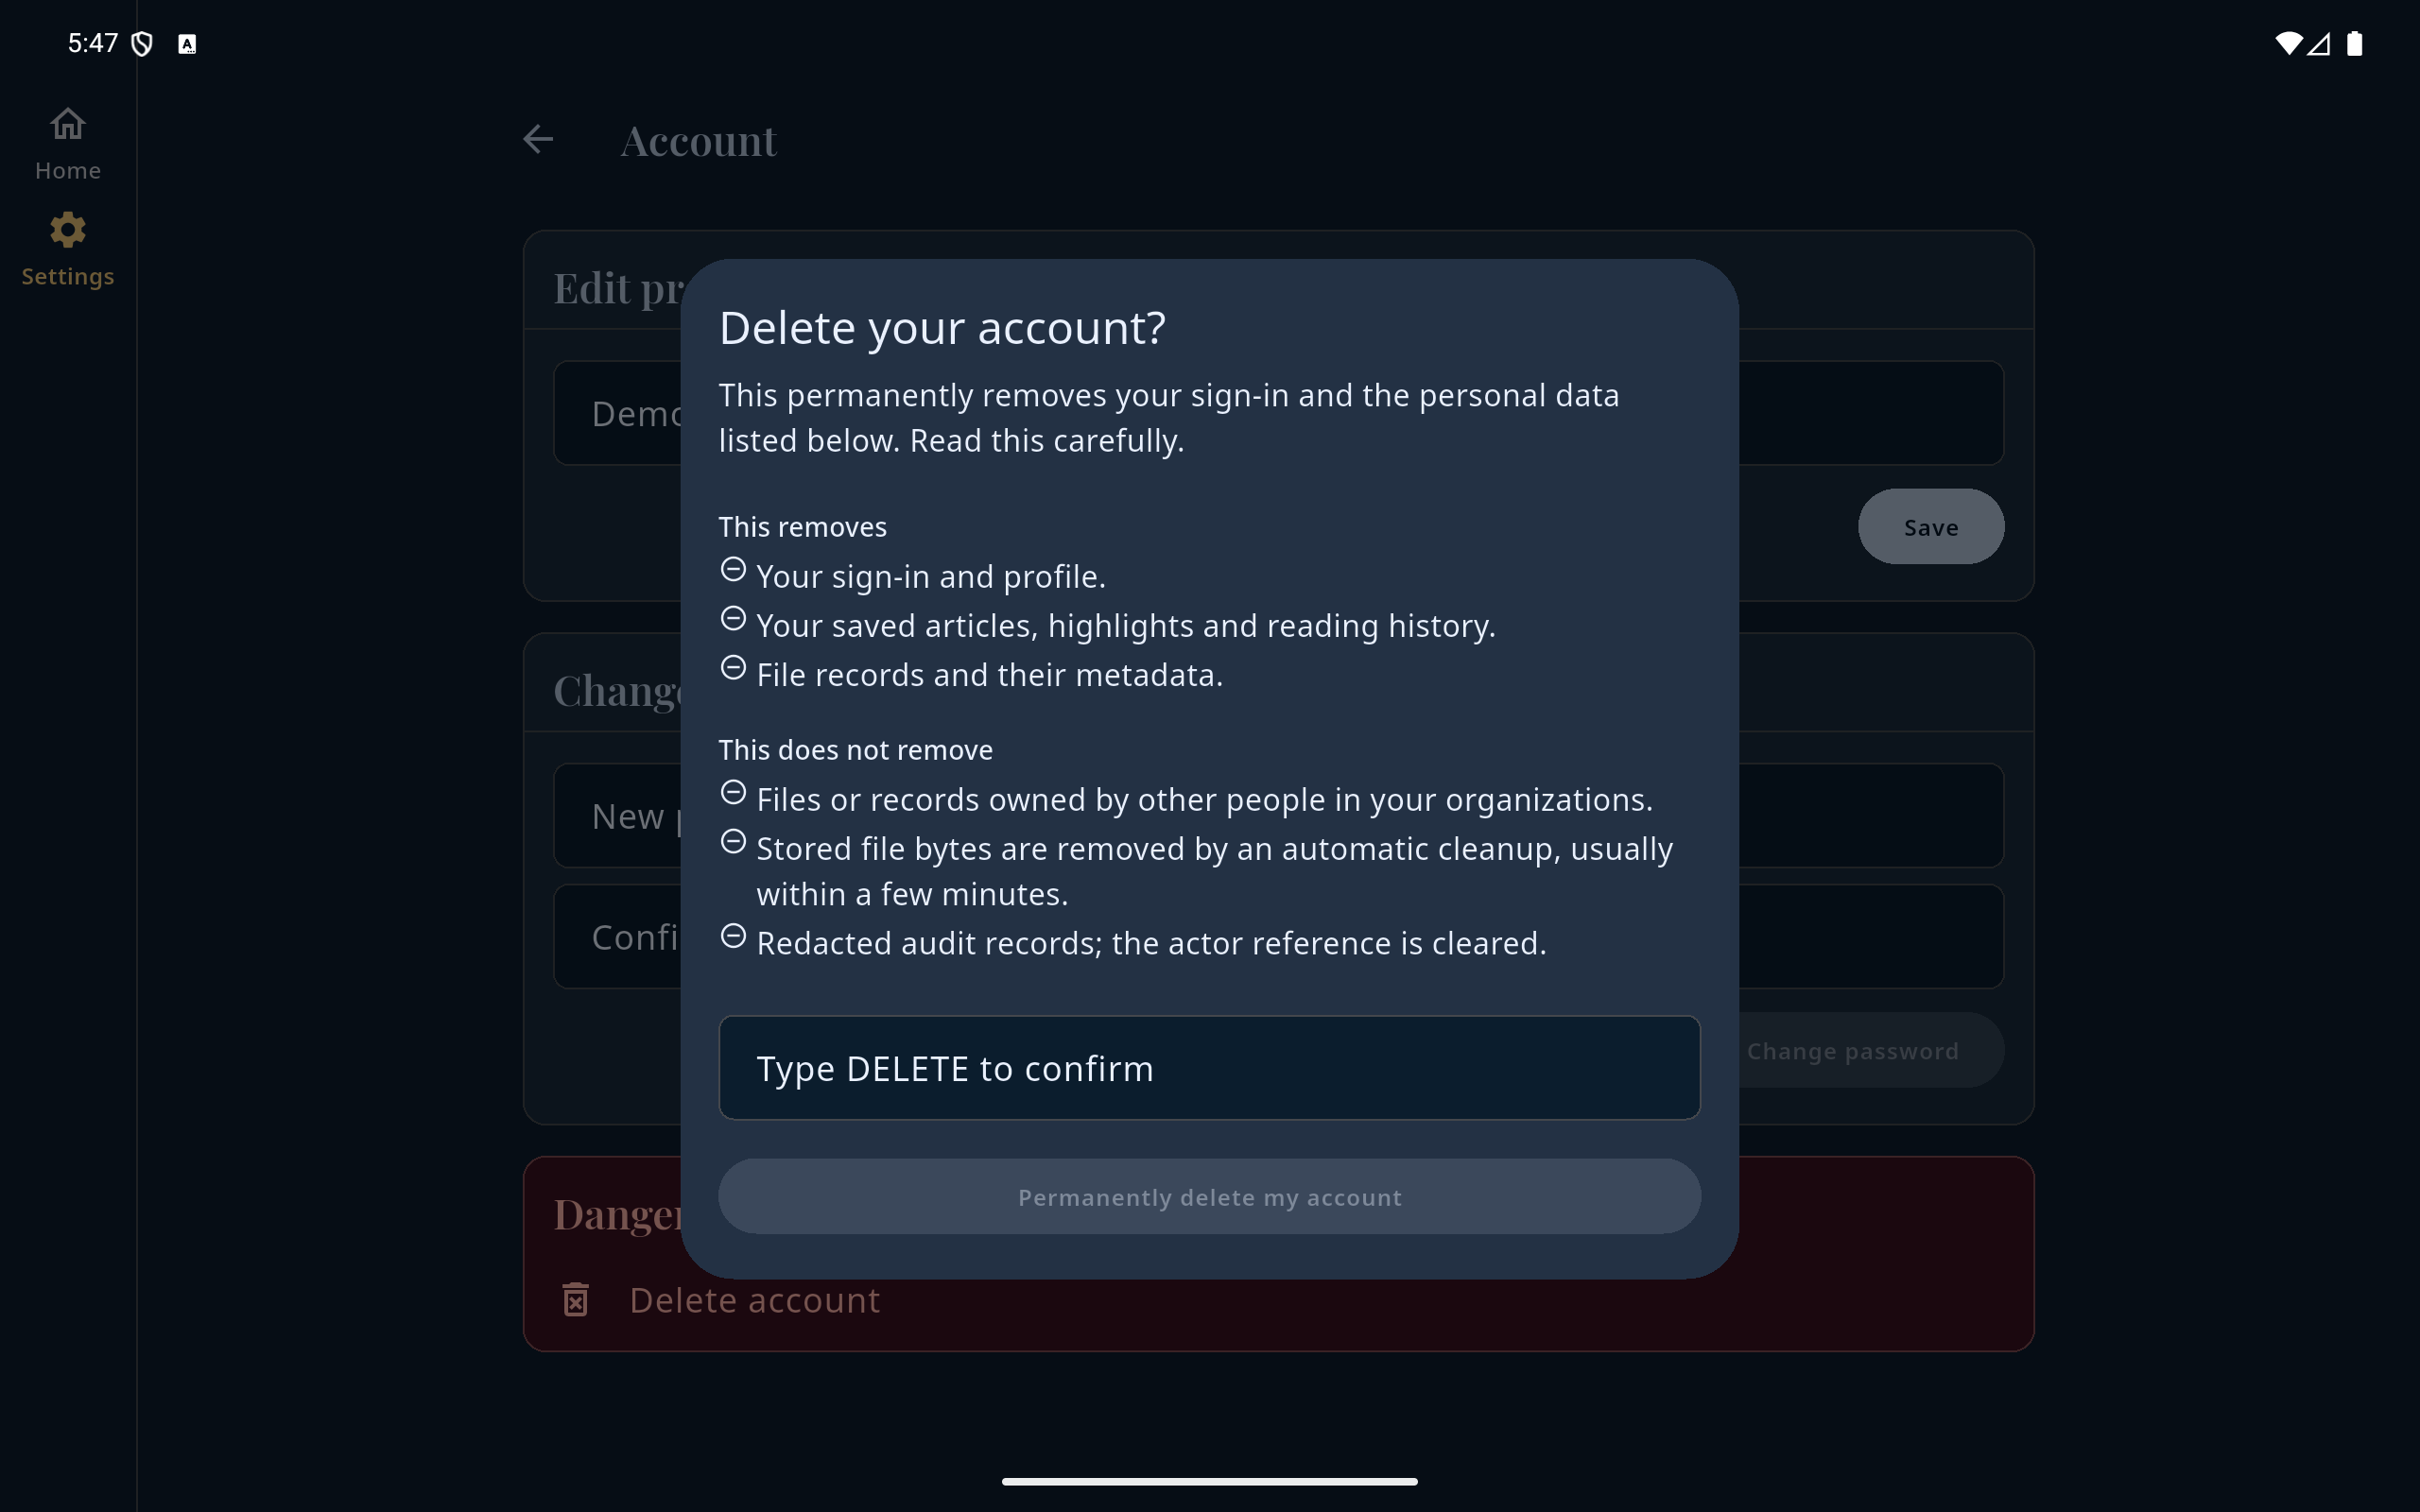 5:47
Home
Settings
Account
Edit pr
Demo
Save
Delete your account?
This permanently removes your sign-in and the personal data
listed below. Read this carefully.
This removes
Your sign-in and profile.
Your saved articles, highlights and reading history.
File records and their metadata.
This does not remove
Files or records owned by other people in your organizations.
Stored file bytes are removed by an automatic cleanup, usually
within a few minutes.
Redacted audit records; the actor reference is cleared.
Type DELETE to confirm
Permanently delete my account
Change
New
Confi
Change password
Danger
Delete account